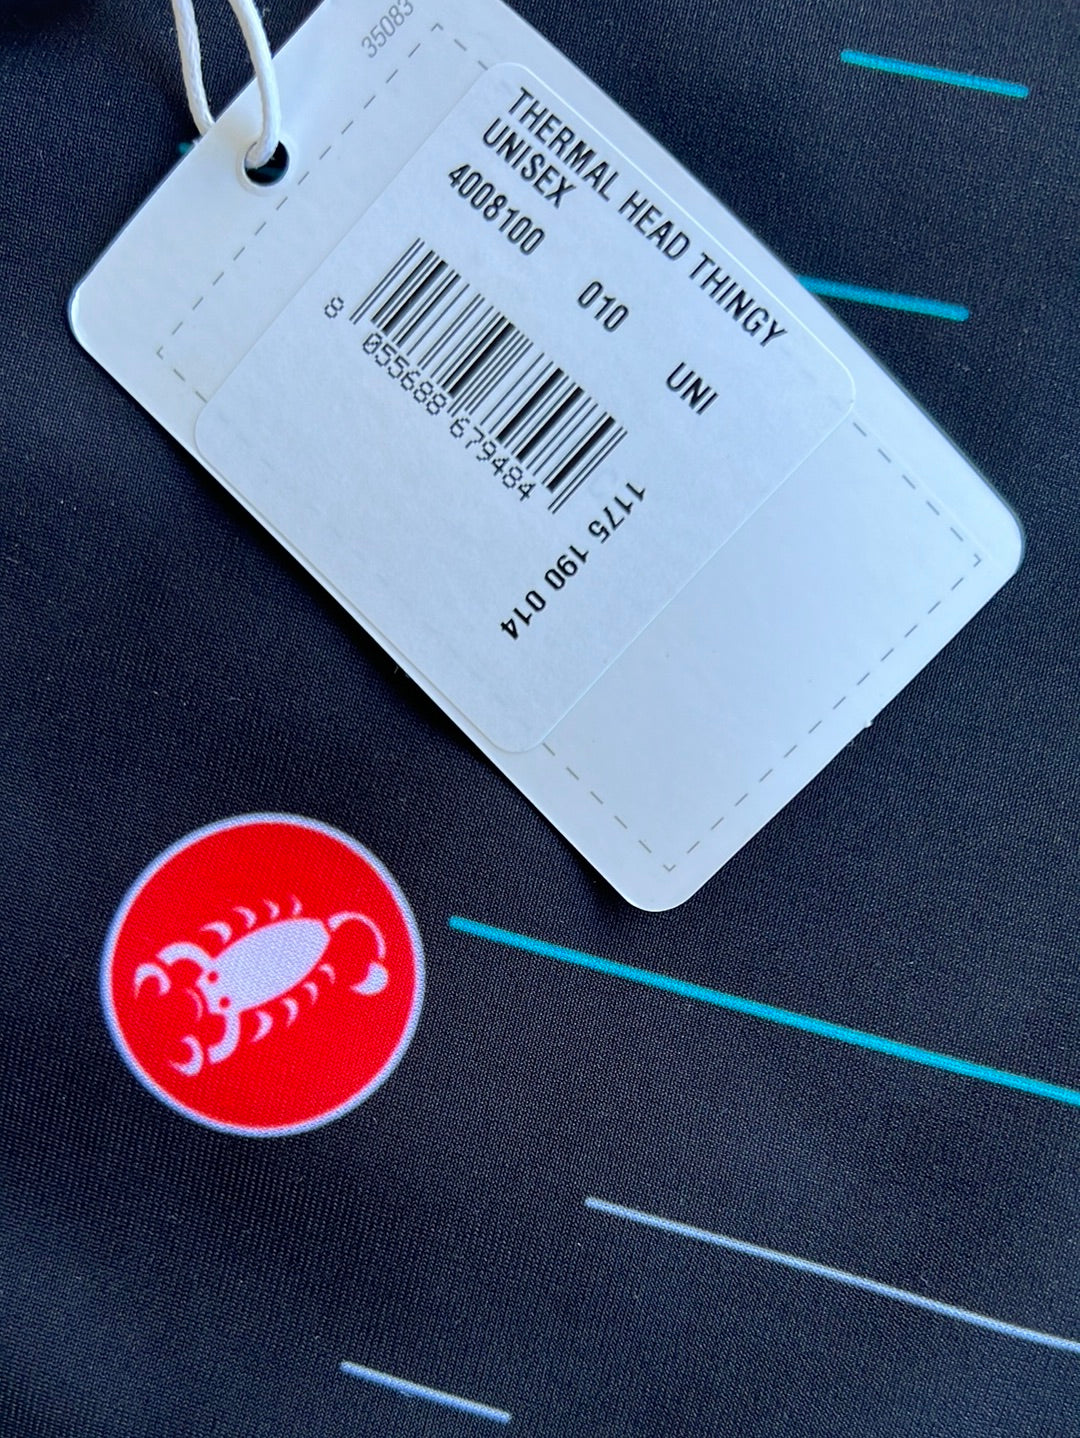 35083
THERMAL HEAD THINGY
UNISEX
4008100 010 UNI
8 055688 679484
1175 190 014